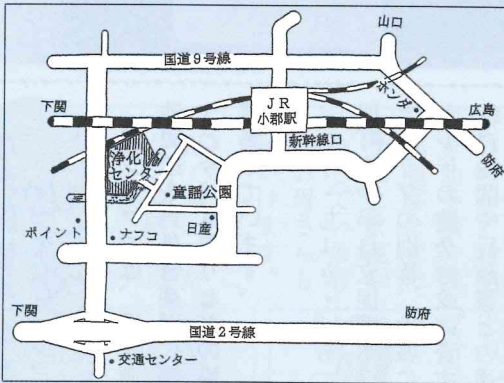 山口
国道9号線
ホンダ
下関
JR
小郡駅
広島
新幹線口
防府
浄化
センター
童謡公園
日産
ポイント
ナフコ
下関
防府
国道2号線
交通センター